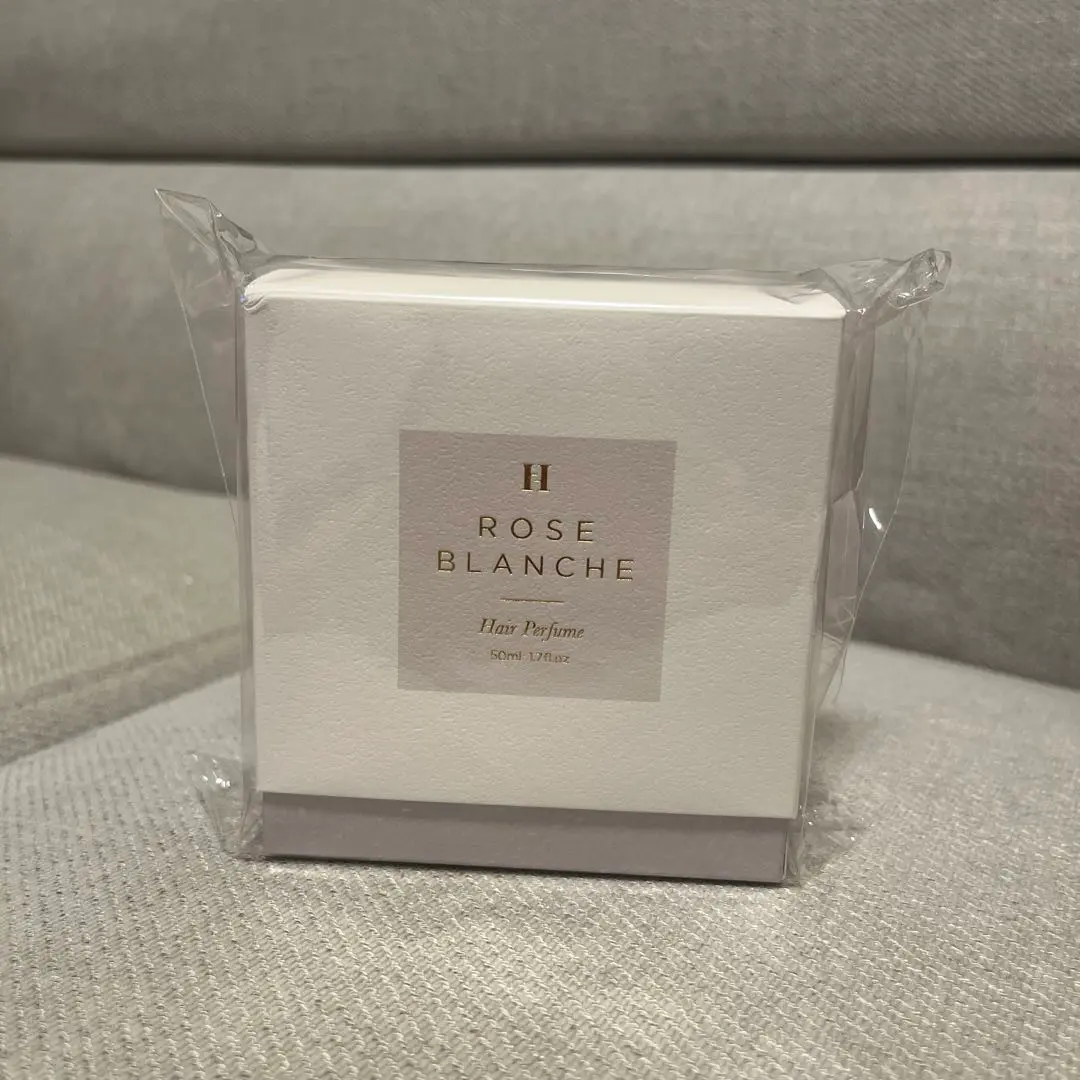 H
ROSE
BLANCHE
Hair Perfume
50ml 1.7fl.oz